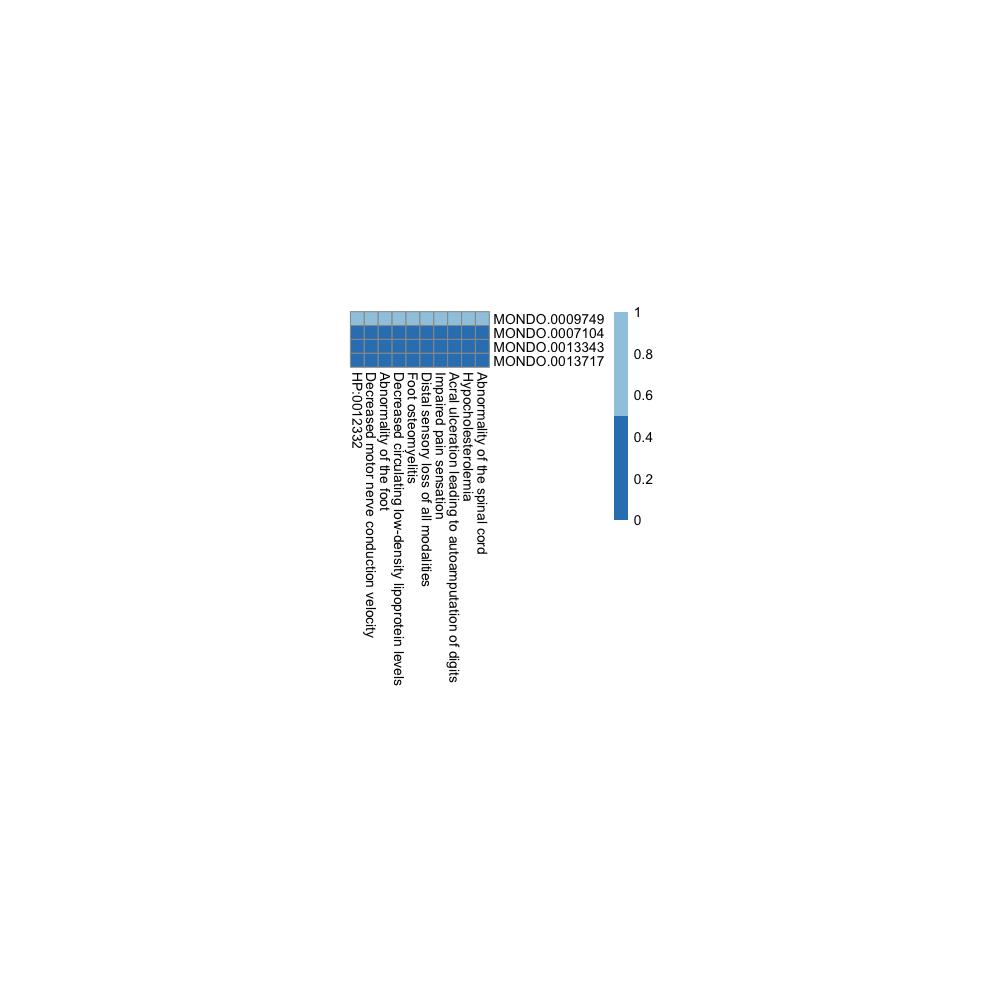 MONDO.0009749
MONDO.0007104
MONDO.0013343
MONDO.0013717
1
0.8
0.6
0.4
0.2
0
HP:0012332
Decreased motor nerve conduction velocity
Abnormality of the foot
Decreased circulating low-density lipoprotein levels
Foot osteomyelitis
Distal sensory loss of all modalities
Impaired pain sensation
Acral ulceration leading to autoamputation of digits
Hypocholesterolemia
Abnormality of the spinal cord